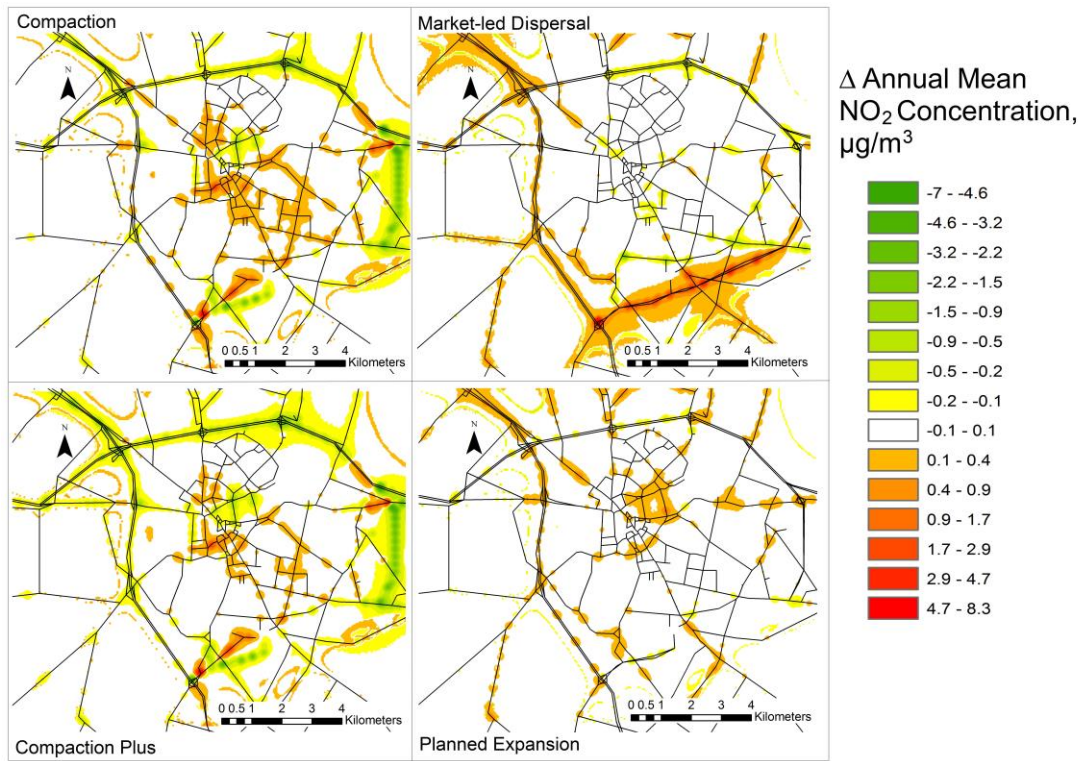 Compaction
Market-led Dispersal
N
N
0 0.5 1 2 3 4
Kilometers
0 0.5 1 2 3 4
Kilometers
Compaction Plus
Planned Expansion
N
N
0 0.5 1 2 3 4
Kilometers
0 0.5 1 2 3 4
Kilometers
Δ Annual Mean
NO₂ Concentration,
µg/m³
-7 - -4.6
-4.6 - -3.2
-3.2 - -2.2
-2.2 - -1.5
-1.5 - -0.9
-0.9 - -0.5
-0.5 - -0.2
-0.2 - -0.1
-0.1 - 0.1
0.1 - 0.4
0.4 - 0.9
0.9 - 1.7
1.7 - 2.9
2.9 - 4.7
4.7 - 8.3